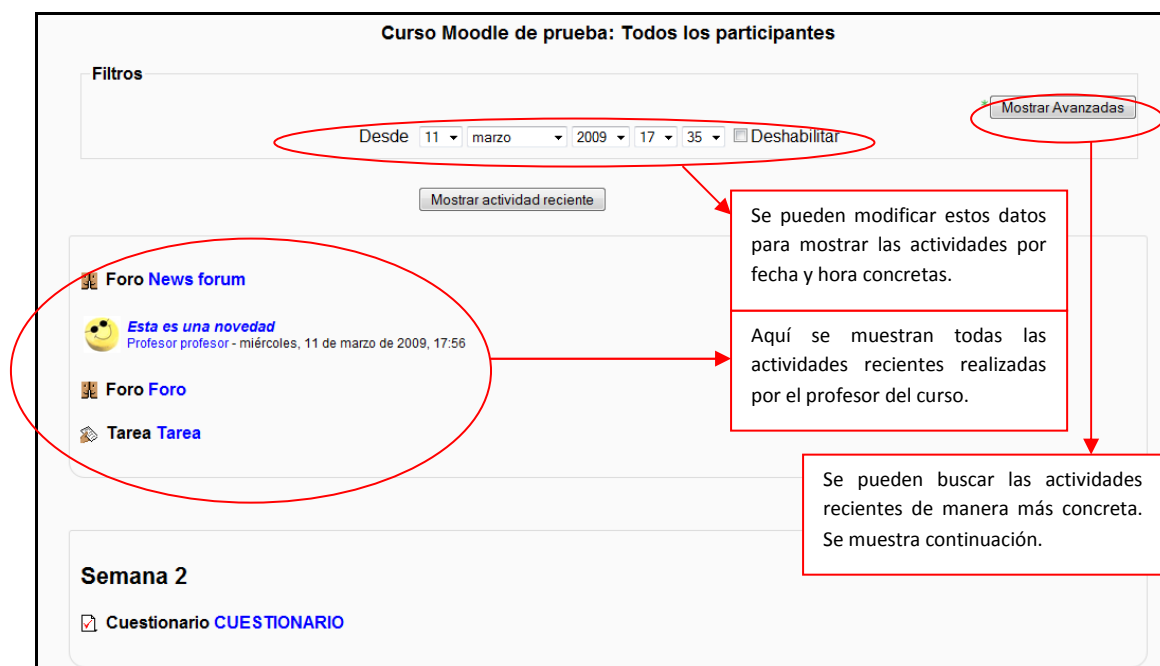 Curso Moodle de prueba: Todos los participantes
Filtros
* Mostrar Avanzadas
Desde 11 marzo 2009 17 35 Deshabilitar
Mostrar actividad reciente
Se pueden modificar estos datos
para mostrar las actividades por
fecha y hora concretas.
Foro News forum
Esta es una novedad
Profesor profesor - miércoles, 11 de marzo de 2009, 17:56
Aquí se muestran todas las
actividades recientes realizadas
por el profesor del curso.
Foro Foro
Tarea Tarea
Se pueden buscar las actividades
recientes de manera más concreta.
Se muestra continuación.
Semana 2
Cuestionario CUESTIONARIO